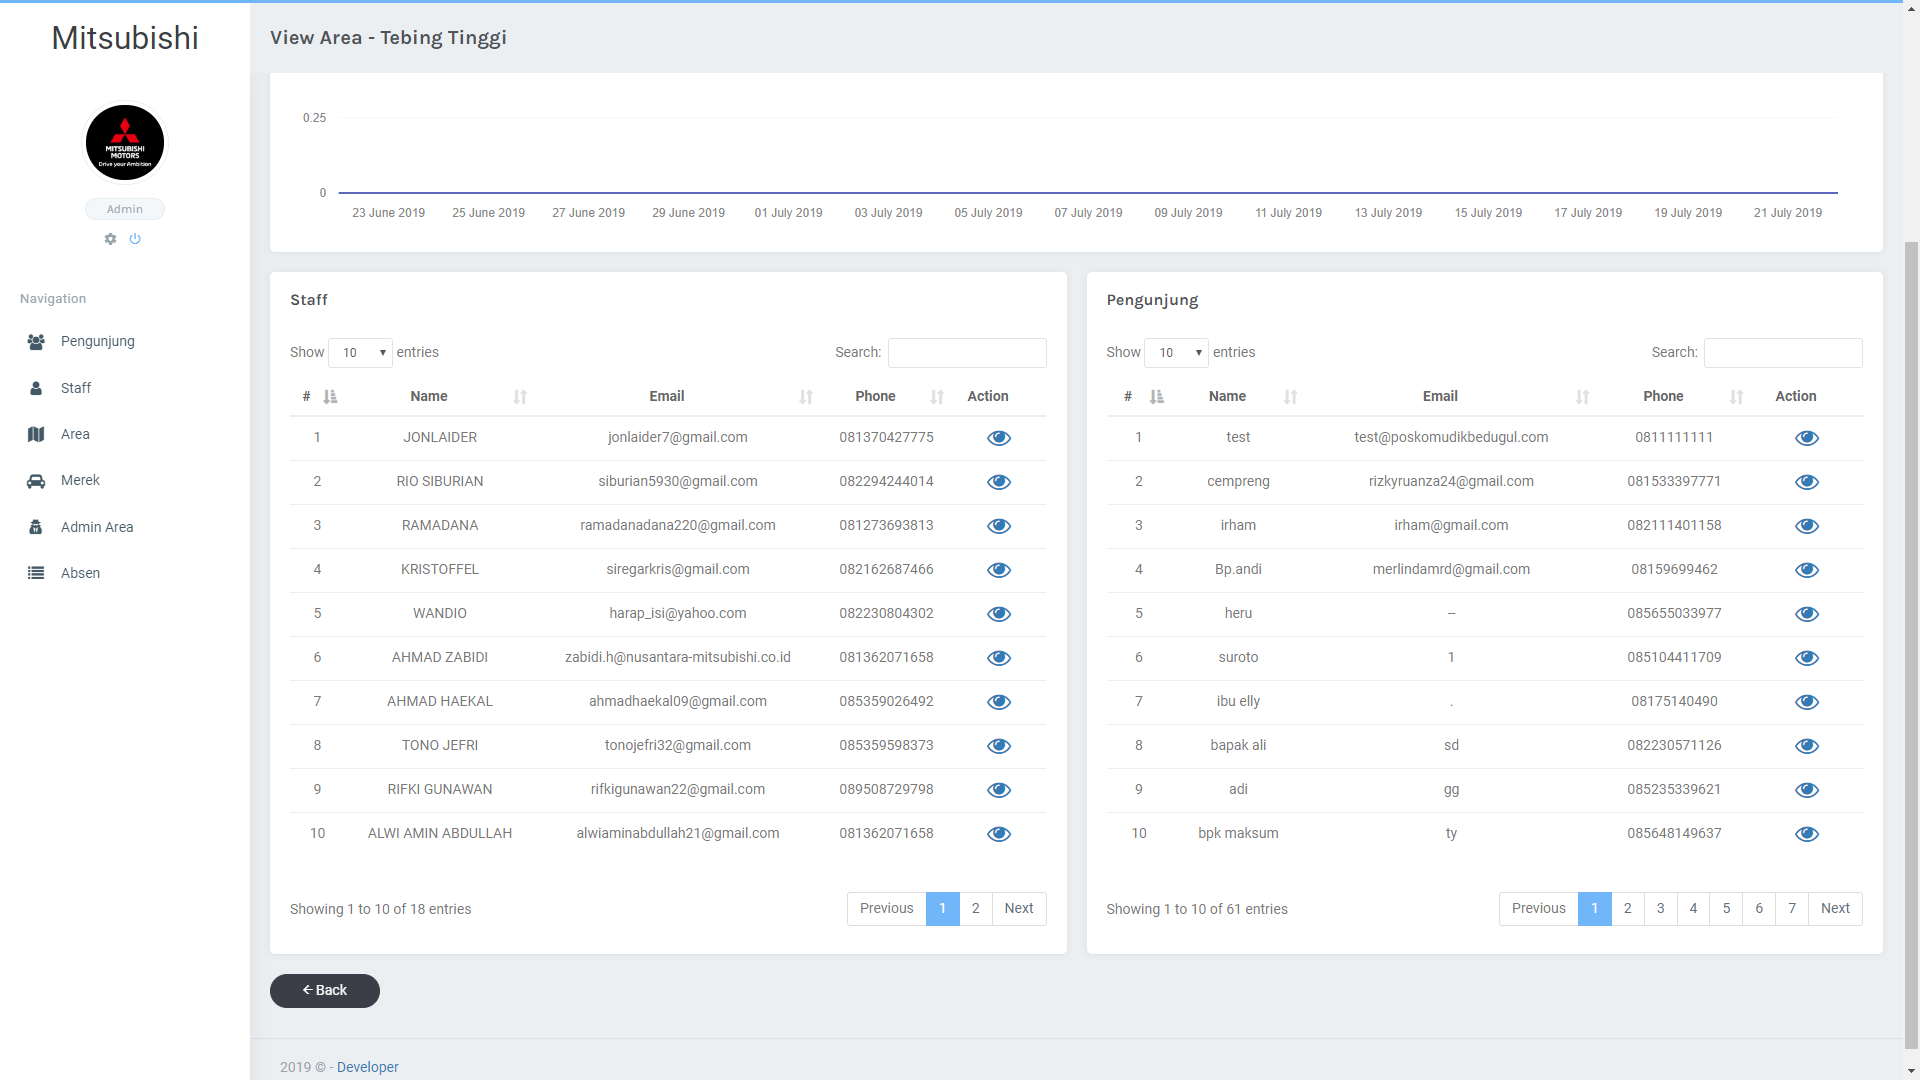 Mitsubishi
MITSUBISHI
MOTORS
Drive your Ambition
Admin
Navigation
Pengunjung
Staff
Area
Merek
Admin Area
Absen
View Area - Tebing Tinggi
0.25
0
23 June 2019 25 June 2019 27 June 2019 29 June 2019 01 July 2019 03 July 2019 05 July 2019 07 July 2019 09 July 2019 11 July 2019 13 July 2019 15 July 2019 17 July 2019 19 July 2019 21 July 2019
Staff
Show 10 entries Search:
# Name Email Phone Action
1 JONLAIDER jonlaider7@gmail.com 081370427775
2 RIO SIBURIAN siburian5930@gmail.com 082294244014
3 RAMADANA ramadanadana220@gmail.com 081273693813
4 KRISTOFFEL siregarkris@gmail.com 082162687466
5 WANDIO harap_isi@yahoo.com 082230804302
6 AHMAD ZABIDI zabidi.h@nusantara-mitsubishi.co.id 081362071658
7 AHMAD HAEKAL ahmadhaekal09@gmail.com 085359026492
8 TONO JEFRI tonojefri32@gmail.com 085359598373
9 RIFKI GUNAWAN rifkigunawan22@gmail.com 089508729798
10 ALWI AMIN ABDULLAH alwiaminabdullah21@gmail.com 081362071658
Showing 1 to 10 of 18 entries Previous 1 2 Next
Pengunjung
Show 10 entries Search:
# Name Email Phone Action
1 test test@poskomudikbedugul.com 0811111111
2 cempreng rizkyruanza24@gmail.com 081533397771
3 irham irham@gmail.com 082111401158
4 Bp.andi merlindamrd@gmail.com 08159699462
5 heru -- 085655033977
6 suroto 1 085104411709
7 ibu elly . 08175140490
8 bapak ali sd 082230571126
9 adi gg 085235339621
10 bpk maksum ty 085648149637
Showing 1 to 10 of 61 entries Previous 1 2 3 4 5 6 7 Next
Back
2019 © - Developer